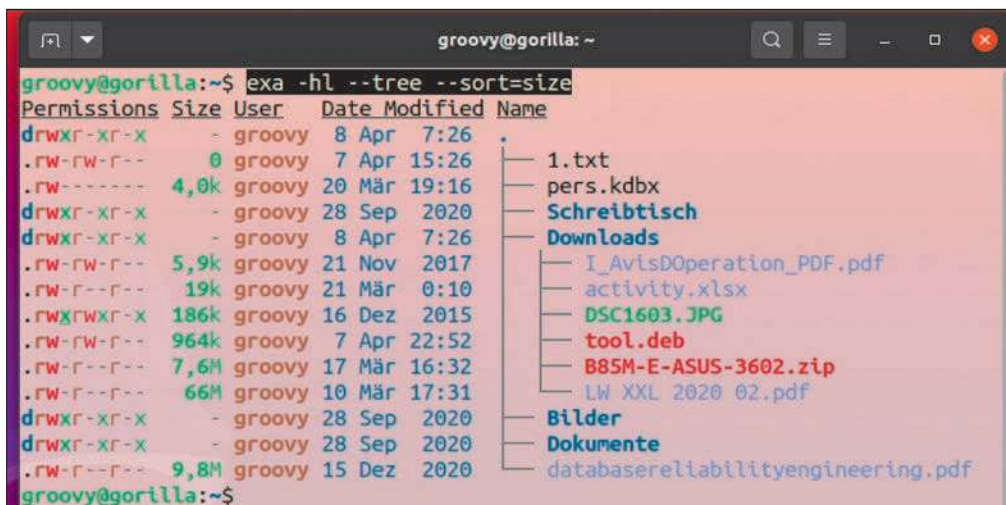 groovy@gorilla: ~
groovy@gorilla:~$ exa -hl --tree --sort=size
Permissions Size User Date Modified Name
drwxr-xr-x - groovy 8 Apr 7:26 .
.rw-rw-r-- 0 groovy 7 Apr 15:26 ├── 1.txt
.rw------- 4,0k groovy 20 Mär 19:16 ├── pers.kdbx
drwxr-xr-x - groovy 28 Sep 2020 ├── Schreibtisch
drwxr-xr-x - groovy 8 Apr 7:26 ├── Downloads
.rw-rw-r-- 5,9k groovy 21 Nov 2017 │ ├── I_AvisDOperation_PDF.pdf
.rw-r--r-- 19k groovy 21 Mär 0:10 │ ├── activity.xlsx
.rwxrwxr-x 186k groovy 16 Dez 2015 │ ├── DSC1603.JPG
.rw-rw-r-- 964k groovy 7 Apr 22:52 │ ├── tool.deb
.rw-r--r-- 7,6M groovy 17 Mär 16:32 │ ├── B85M-E-ASUS-3602.zip
.rw-r--r-- 66M groovy 10 Mär 17:31 │ └── LW XXL 2020 02.pdf
drwxr-xr-x - groovy 28 Sep 2020 ├── Bilder
drwxr-xr-x - groovy 28 Sep 2020 ├── Dokumente
.rw-r--r-- 9,8M groovy 15 Dez 2020 └── databasereliabilityengineering.pdf
groovy@gorilla:~$